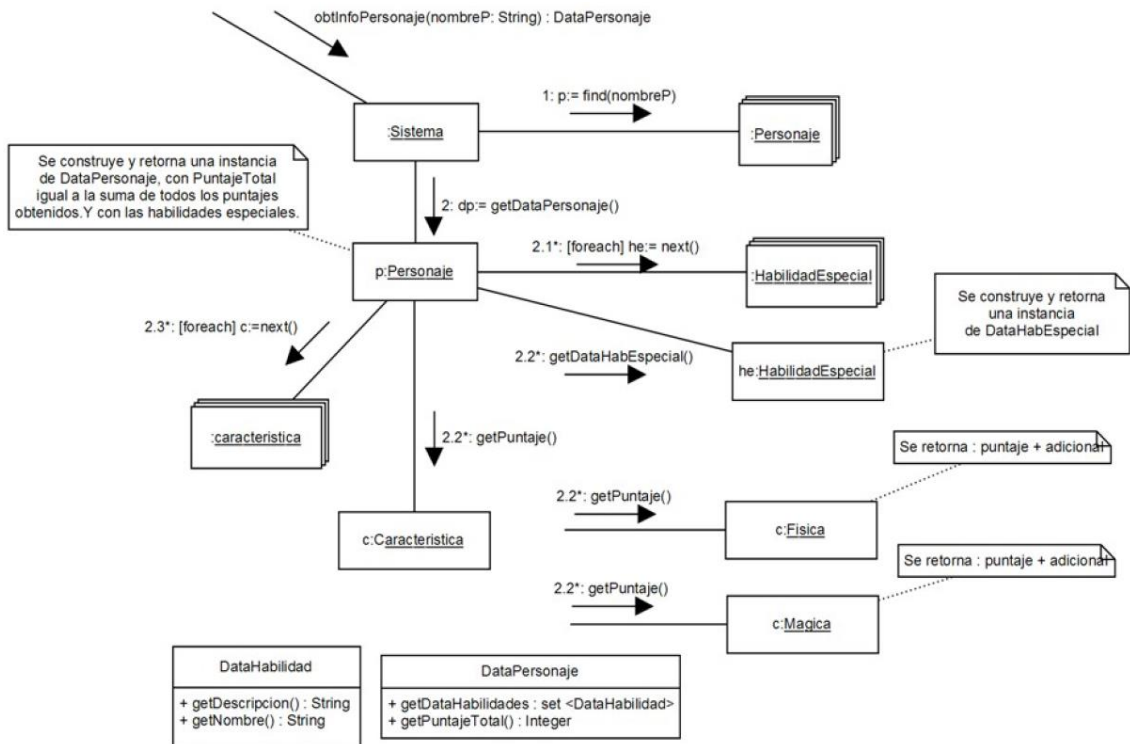 obtInfoPersonaje(nombreP: String) : DataPersonaje
1: p:= find(nombreP)
:Sistema
:Personaje
Se construye y retorna una instancia
de DataPersonaje, con PuntajeTotal
igual a la suma de todos los puntajes
obtenidos.Y con las habilidades especiales.
2: dp:= getDataPersonaje()
p:Personaje
2.1*: [foreach] he:= next()
:HabilidadEspecial
Se construye y retorna
una instancia
de DataHabEspecial
2.3*: [foreach] c:=next()
2.2*: getDataHabEspecial()
he:HabilidadEspecial
:caracteristica
2.2*: getPuntaje()
Se retorna : puntaje + adicional
2.2*: getPuntaje()
c:Fisica
c:Caracteristica
Se retorna : puntaje + adicional
2.2*: getPuntaje()
c:Magica
DataHabilidad
+ getDescripcion() : String
+ getNombre() : String
DataPersonaje
+ getDataHabilidades : set <DataHabilidad>
+ getPuntajeTotal() : Integer